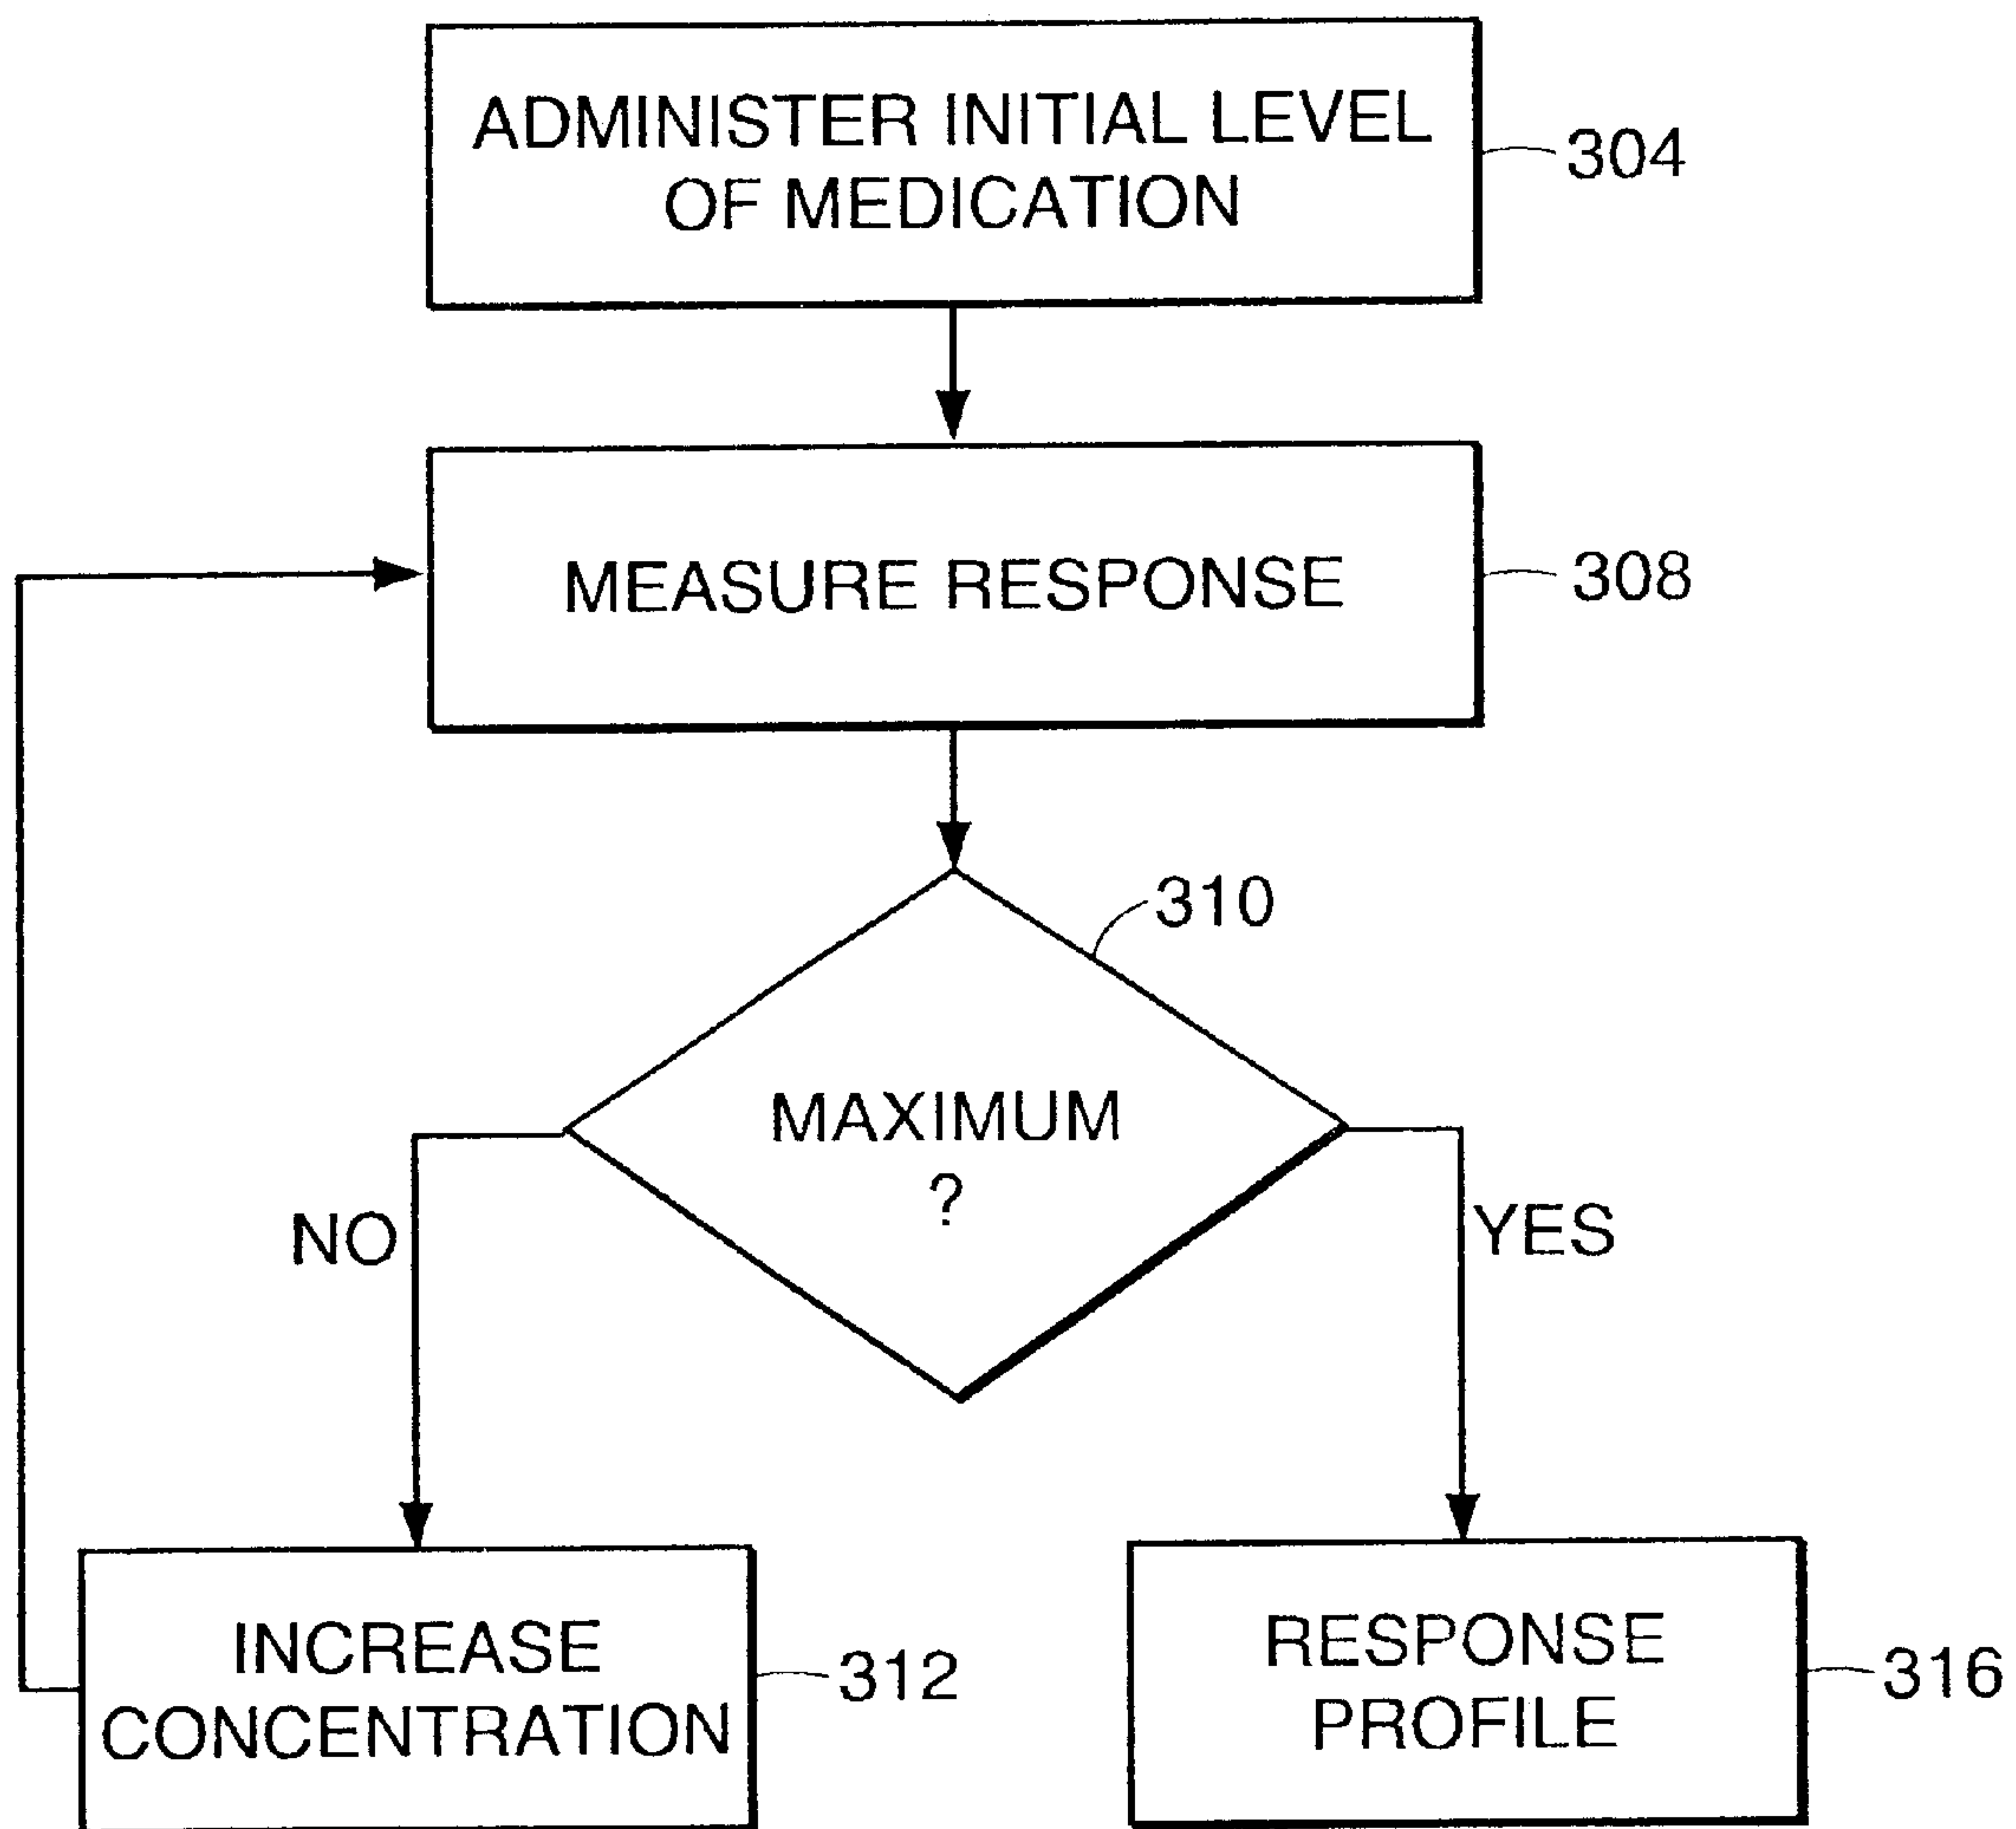 ADMINISTER INITIAL LEVEL
OF MEDICATION
304
MEASURE RESPONSE
308
310
MAXIMUM
?
NO
YES
INCREASE
CONCENTRATION
312
RESPONSE
PROFILE
316